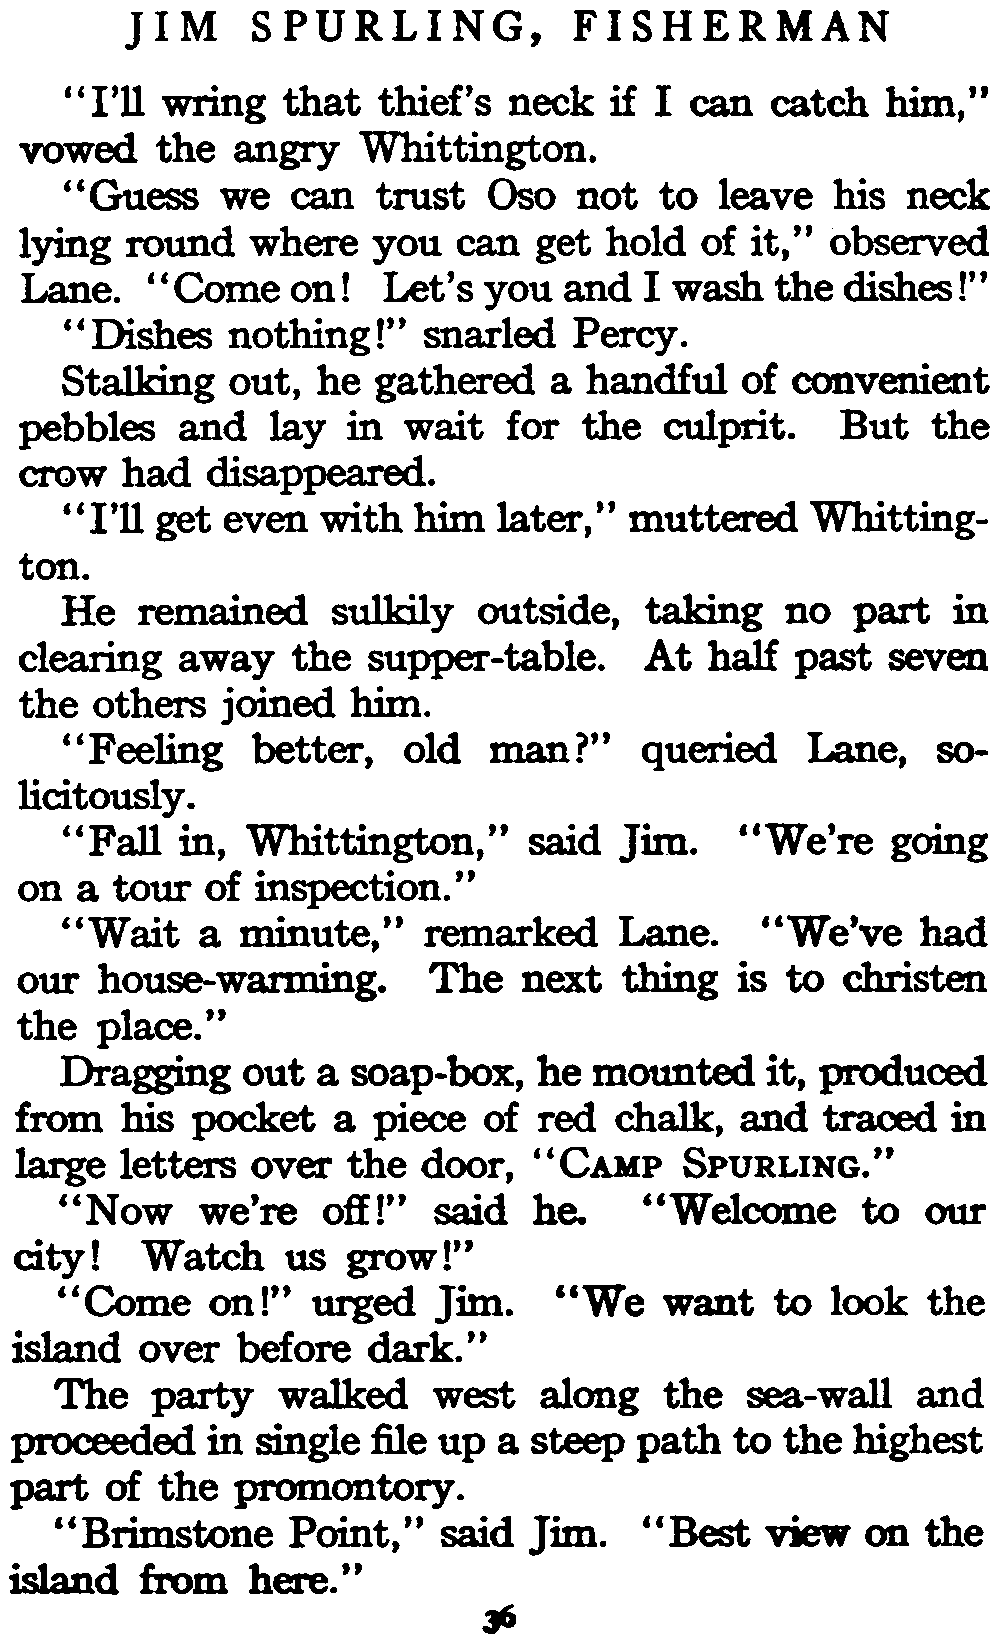 JIM SPURLING, FISHERMAN
"I'll wring that thief's neck if I can catch him,"
vowed the angry Whittington.
"Guess we can trust Oso not to leave his neck
lying round where you can get hold of it," observed
Lane. "Come on! Let's you and I wash the dishes!"
"Dishes nothing!" snarled Percy.
Stalking out, he gathered a handful of convenient
pebbles and lay in wait for the culprit. But the
crow had disappeared.
"I'll get even with him later," muttered Whitting-
ton.
He remained sulkily outside, taking no part in
clearing away the supper-table. At half past seven
the others joined him.
"Feeling better, old man?" queried Lane, so-
licitously.
"Fall in, Whittington," said Jim. "We're going
on a tour of inspection."
"Wait a minute," remarked Lane. "We've had
our house-warming. The next thing is to christen
the place."
Dragging out a soap-box, he mounted it, produced
from his pocket a piece of red chalk, and traced in
large letters over the door, "CAMP SPURLING."
"Now we're off!" said he. "Welcome to our
city! Watch us grow!"
"Come on!" urged Jim. "We want to look the
island over before dark."
The party walked west along the sea-wall and
proceeded in single file up a steep path to the highest
part of the promontory.
"Brimstone Point," said Jim. "Best view on the
island from here."
36